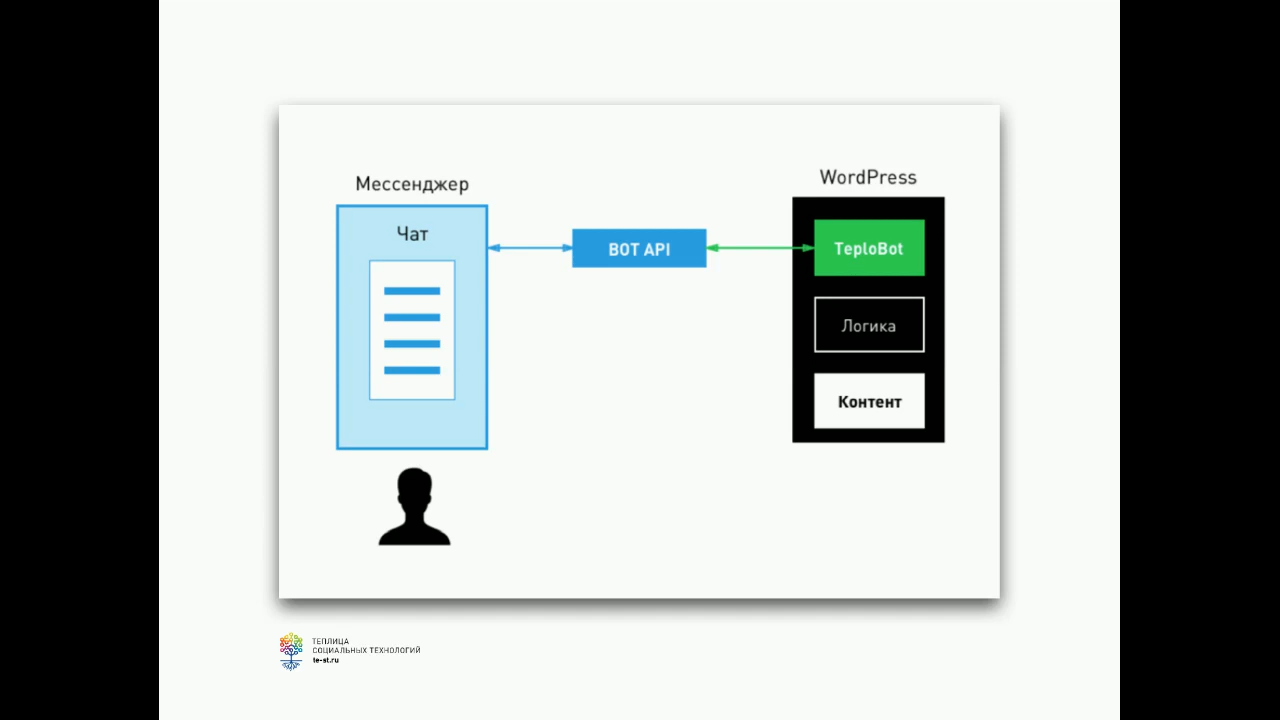 Мессенджер
Чат
BOT API
WordPress
TeploBot
Логика
Контент
ТЕПЛИЦА
СОЦИАЛЬНЫХ ТЕХНОЛОГИЙ
te-st.ru